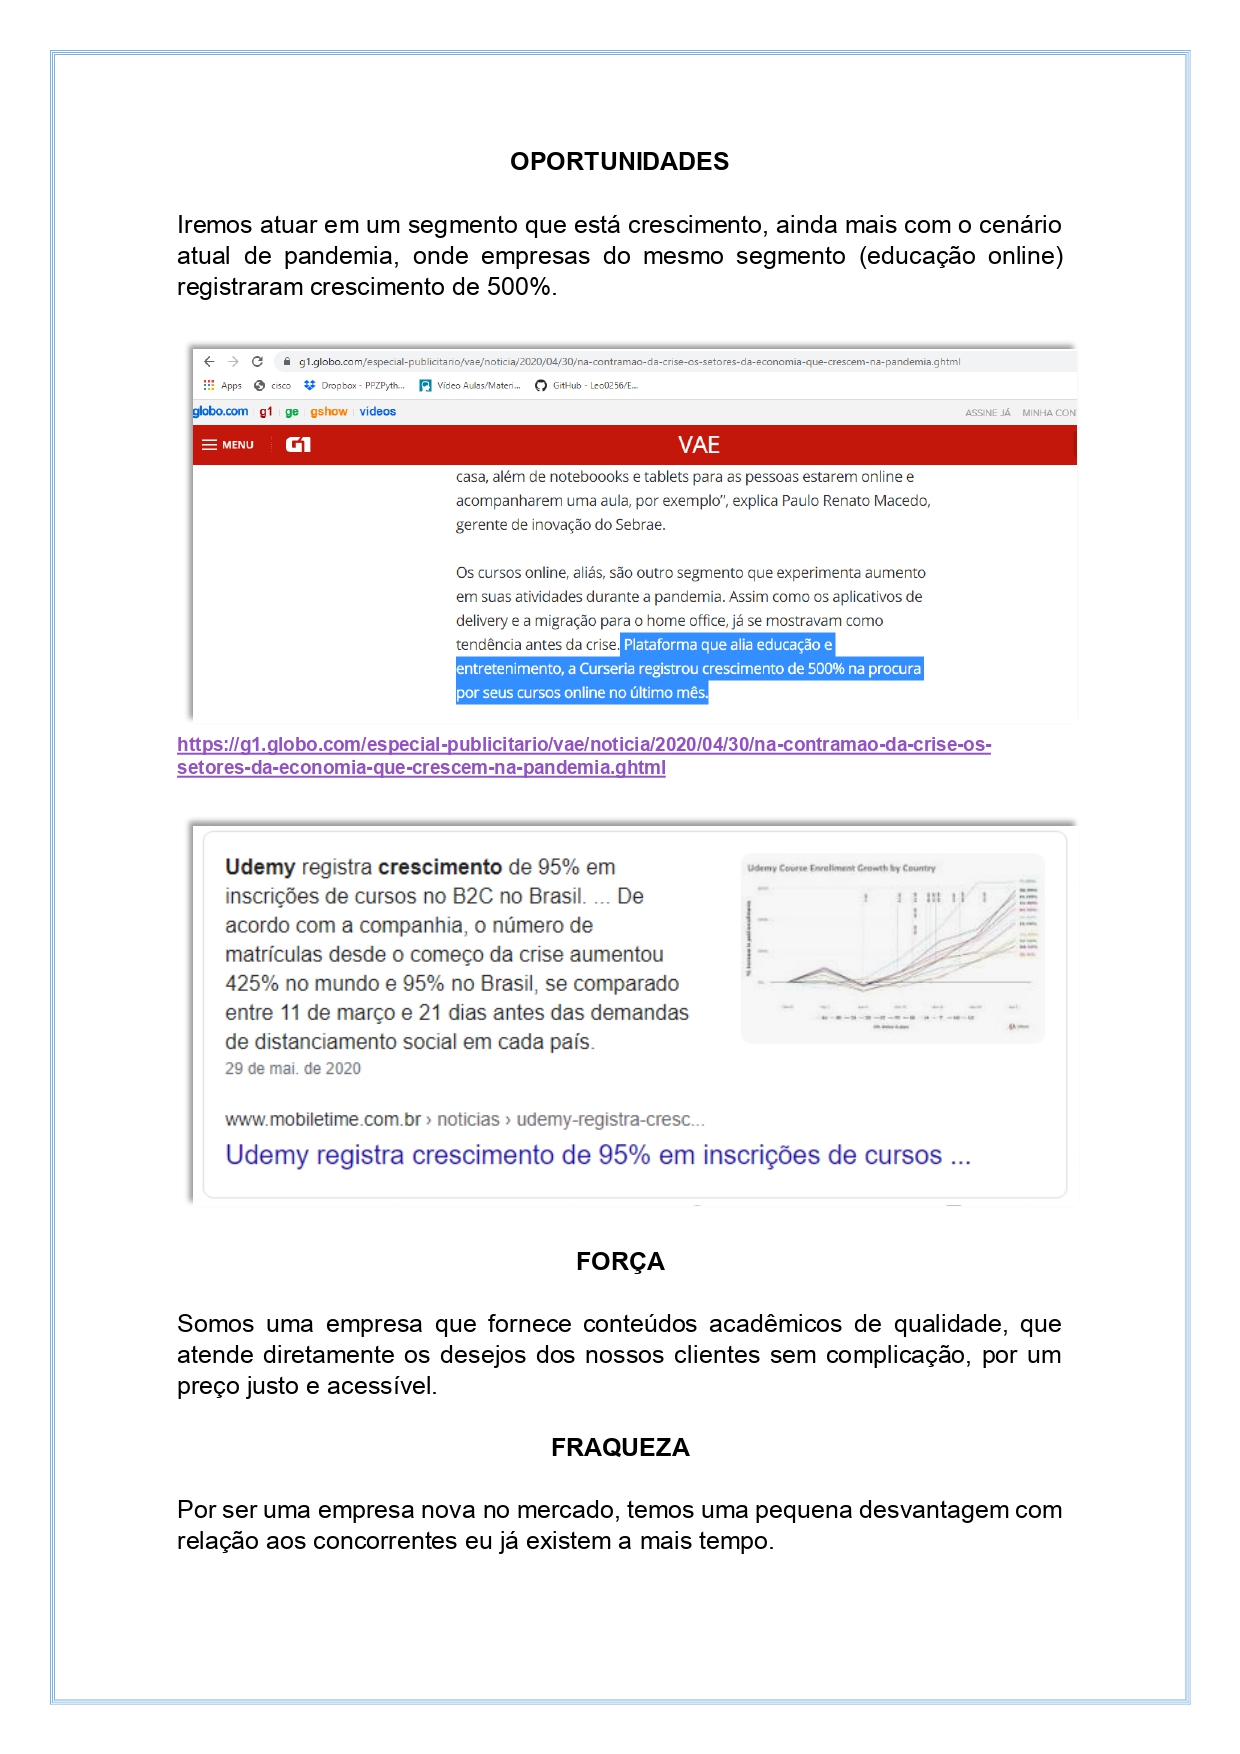 OPORTUNIDADES
Iremos atuar em um segmento que está crescimento, ainda mais com o cenário
atual de pandemia, onde empresas do mesmo segmento (educação online)
registraram crescimento de 500%.
g1.globo.com/especial-publicitario/vae/noticia/2020/04/30/na-contramao-da-crise-os-setores-da-economia-que-crescem-na-pandemia.ghtml
Apps cisco Dropbox - PPZPyth... Vídeo Aulas/Materi... GitHub - Leo0256/E...
globo.com g1 ge gshow videos ASSINE JÁ MINHA CON
MENU G1 VAE
casa, além de noteboooks e tablets para as pessoas estarem online e
acompanharem uma aula, por exemplo”, explica Paulo Renato Macedo,
gerente de inovação do Sebrae.
Os cursos online, aliás, são outro segmento que experimenta aumento
em suas atividades durante a pandemia. Assim como os aplicativos de
delivery e a migração para o home office, já se mostravam como
tendência antes da crise. Plataforma que alia educação e
entretenimento, a Curseria registrou crescimento de 500% na procura
por seus cursos online no último mês.
https://g1.globo.com/especial-publicitario/vae/noticia/2020/04/30/na-contramao-da-crise-os-
setores-da-economia-que-crescem-na-pandemia.ghtml
Udemy registra crescimento de 95% em
inscrições de cursos no B2C no Brasil. ... De
acordo com a companhia, o número de
matrículas desde o começo da crise aumentou
425% no mundo e 95% no Brasil, se comparado
entre 11 de março e 21 dias antes das demandas
de distanciamento social em cada país.
29 de mai. de 2020
Udemy Course Enrollment Growth by Country
www.mobiletime.com.br › noticias › udemy-registra-cresc...
Udemy registra crescimento de 95% em inscrições de cursos ...
FORÇA
Somos uma empresa que fornece conteúdos acadêmicos de qualidade, que
atende diretamente os desejos dos nossos clientes sem complicação, por um
preço justo e acessível.
FRAQUEZA
Por ser uma empresa nova no mercado, temos uma pequena desvantagem com
relação aos concorrentes eu já existem a mais tempo.